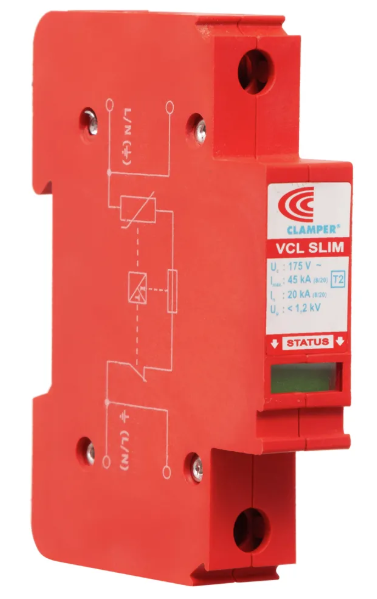 L/N (⏚)
CLAMPER®
VCL SLIM
Uc : 175 V ~
Imax : 45 kA (8/20)
T2
In : 20 kA (8/20)
Up : < 1,2 kV
STATUS
(N/L) ⏚